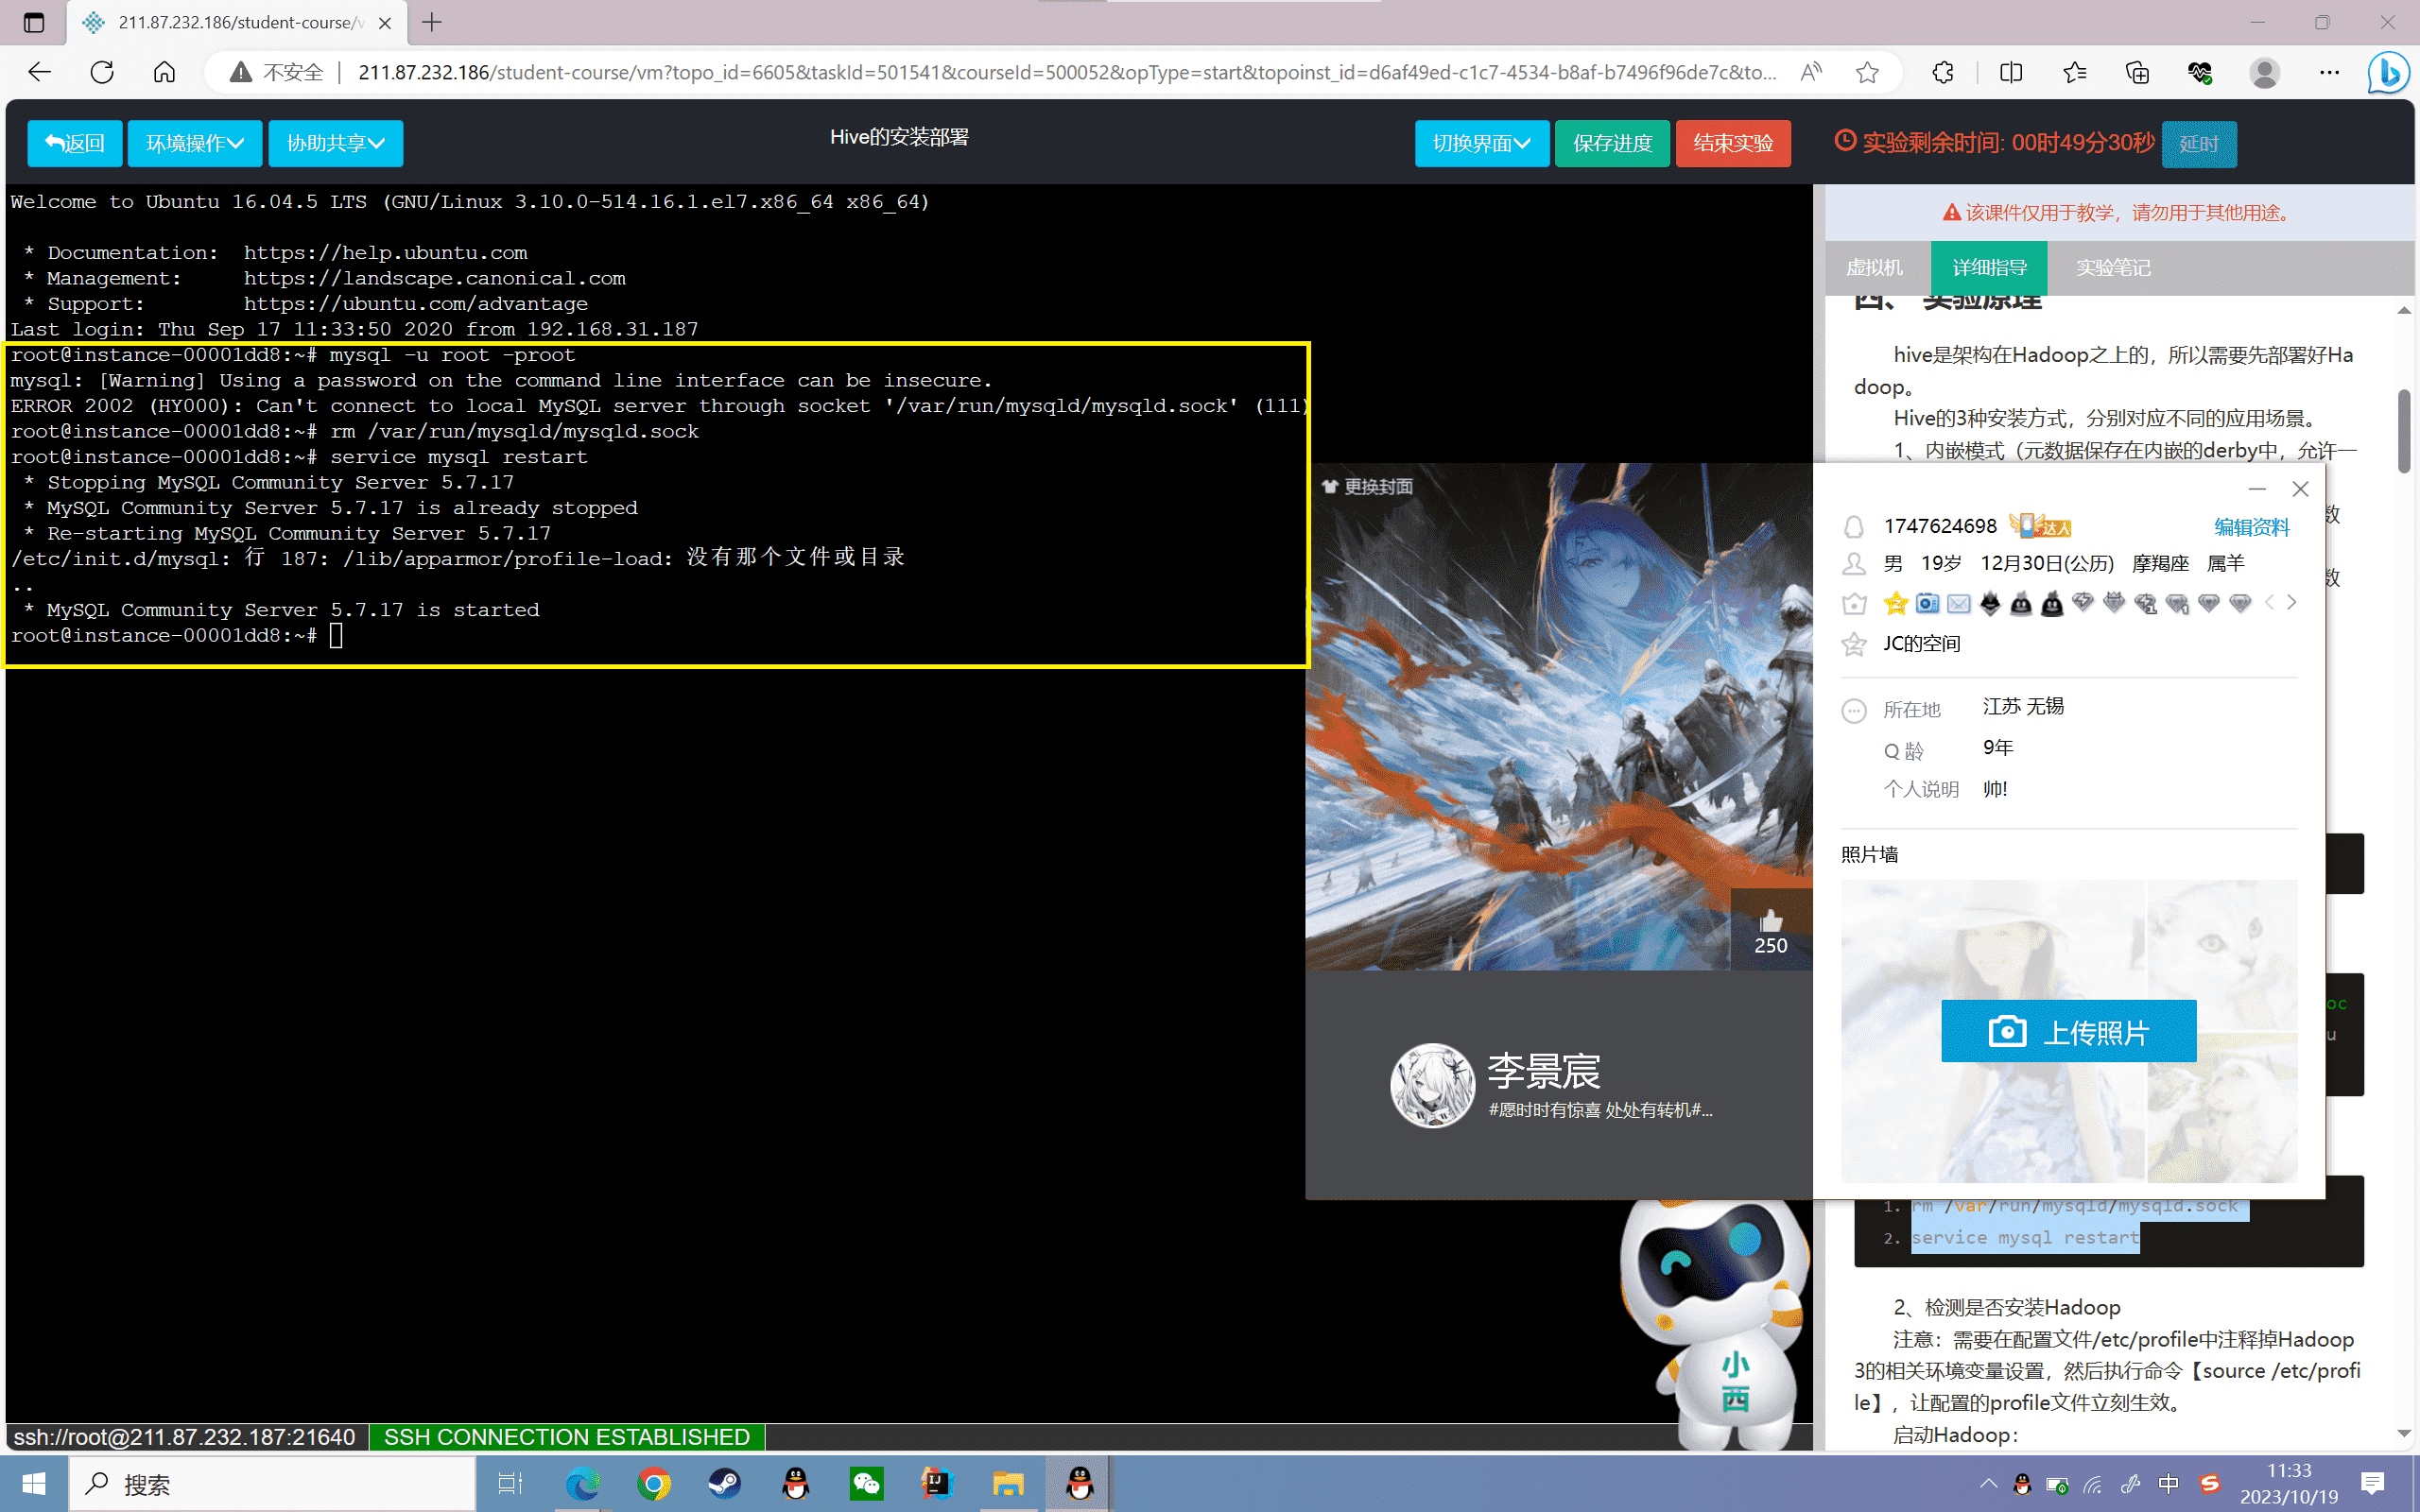 211.87.232.186/student-course/v
不安全 | 211.87.232.186/student-course/vm?topo_id=6605&taskId=501541&courseId=500052&opType=start&topoinst_id=d6af49ed-c1c7-4534-b8af-b7496f96de7c&to...
返回 环境操作 协助共享 Hive的安装部署 切换界面 保存进度 结束实验 实验剩余时间: 00时49分30秒 延时
Welcome to Ubuntu 16.04.5 LTS (GNU/Linux 3.10.0-514.16.1.el7.x86_64 x86_64)
* Documentation: https://help.ubuntu.com
* Management: https://landscape.canonical.com
* Support: https://ubuntu.com/advantage
Last login: Thu Sep 17 11:33:50 2020 from 192.168.31.187
root@instance-00001dd8:~# mysql -u root -proot
mysql: [Warning] Using a password on the command line interface can be insecure.
ERROR 2002 (HY000): Can't connect to local MySQL server through socket '/var/run/mysqld/mysqld.sock' (111)
root@instance-00001dd8:~# rm /var/run/mysqld/mysqld.sock
root@instance-00001dd8:~# service mysql restart
* Stopping MySQL Community Server 5.7.17
* MySQL Community Server 5.7.17 is already stopped
* Re-starting MySQL Community Server 5.7.17
/etc/init.d/mysql: 行 187: /lib/apparmor/profile-load: 没有那个文件或目录
..
* MySQL Community Server 5.7.17 is started
root@instance-00001dd8:~#
该课件仅用于教学，请勿用于其他用途。
虚拟机 详细指导 实验笔记
四、实验原理
hive是架构在Hadoop之上的，所以需要先部署好Ha
doop。
Hive的3种安装方式，分别对应不同的应用场景。
1、内嵌模式（元数据保存在内嵌的derby中，允许一
数
数
更换封面
250
李景宸
#愿时时有惊喜 处处有转机#...
1747624698 达人 编辑资料
男 19岁 12月30日(公历) 摩羯座 属羊
JC的空间
所在地 江苏 无锡
Q 龄 9年
个人说明 帅!
照片墙
上传照片
oc
u
1. rm /var/run/mysqld/mysqld.sock
2. service mysql restart
2、检测是否安装Hadoop
注意：需要在配置文件/etc/profile中注释掉Hadoop
3的相关环境变量设置，然后执行命令【source /etc/profi
le】，让配置的profile文件立刻生效。
启动Hadoop：
小
西
ssh://root@211.87.232.187:21640 SSH CONNECTION ESTABLISHED
搜索
中
11:33
2023/10/19